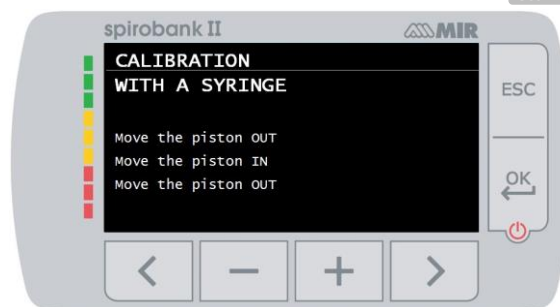 spirobank II
MIR
CALIBRATION
WITH A SYRINGE
Move the piston OUT
Move the piston IN
Move the piston OUT
ESC
OK